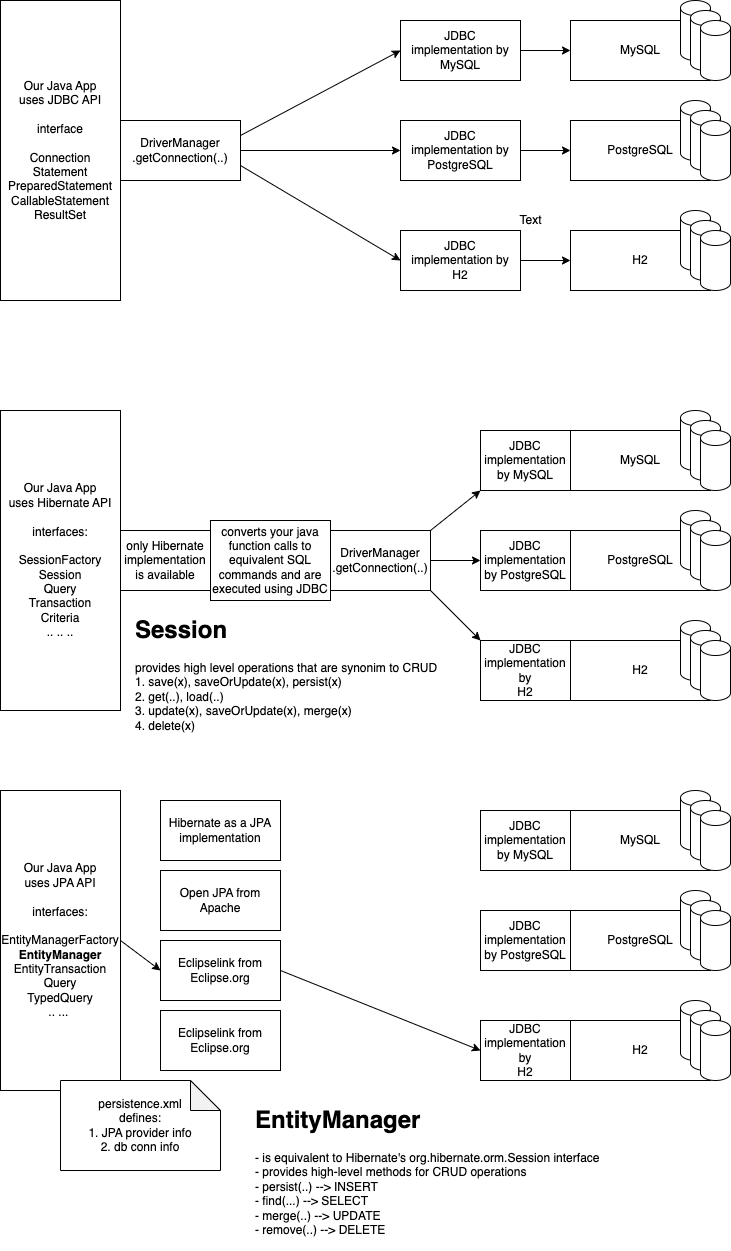 Our Java App
uses JDBC API
interface
Connection
Statement
PreparedStatement
CallableStatement
ResultSet
DriverManager
.getConnection(..)
JDBC
implementation by
MySQL
MySQL
JDBC
implementation by
PostgreSQL
PostgreSQL
Text
JDBC
implementation by
H2
H2
Our Java App
uses Hibernate API
interfaces:
SessionFactory
Session
Query
Transaction
Criteria
.. .. ..
only Hibernate
implementation
is available
converts your java
function calls to
equivalent SQL
commands and are
executed using JDBC
DriverManager
.getConnection(..)
JDBC
implementation
by MySQL
MySQL
JDBC
implementation
by PostgreSQL
PostgreSQL
JDBC
implementation
by
H2
H2
Session
provides high level operations that are synonim to CRUD
1. save(x), saveOrUpdate(x), persist(x)
2. get(..), load(..)
3. update(x), saveOrUpdate(x), merge(x)
4. delete(x)
Our Java App
uses JPA API
interfaces:
EntityManagerFactory
EntityManager
EntityTransaction
Query
TypedQuery
.. ...
Hibernate as a JPA
implementation
Open JPA from
Apache
Eclipselink from
Eclipse.org
Eclipselink from
Eclipse.org
JDBC
implementation
by MySQL
MySQL
JDBC
implementation
by PostgreSQL
PostgreSQL
JDBC
implementation
by
H2
H2
persistence.xml
defines:
1. JPA provider info
2. db conn info
EntityManager
- is equivalent to Hibernate's org.hibernate.orm.Session interface
- provides high-level methods for CRUD operations
- persist(..) --> INSERT
- find(...) --> SELECT
- merge(..) --> UPDATE
- remove(..) --> DELETE